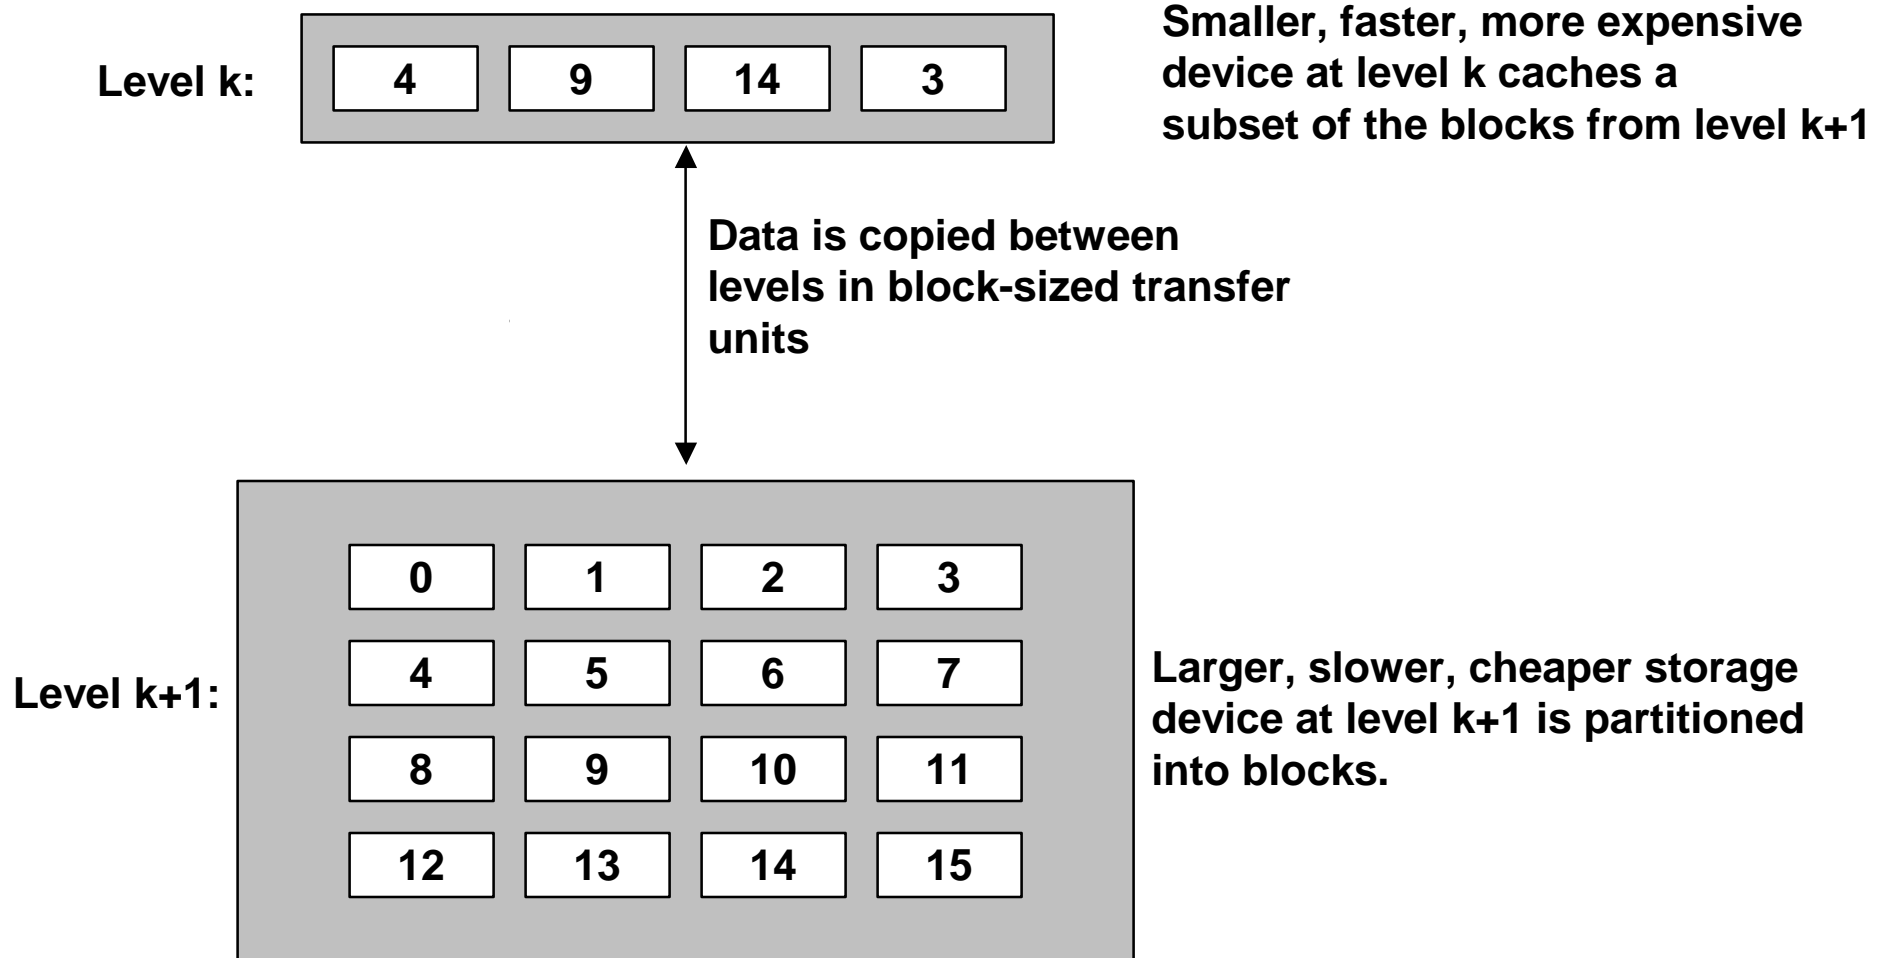 Smaller, faster, more expensive
device at level k caches a
subset of the blocks from level k+1
Level k:
4 9 14 3
Data is copied between
levels in block-sized transfer
units
Level k+1:
0 1 2 3
4 5 6 7
8 9 10 11
12 13 14 15
Larger, slower, cheaper storage
device at level k+1 is partitioned
into blocks.